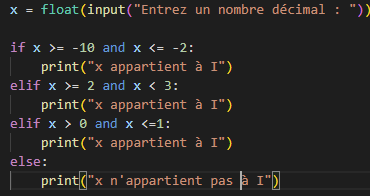 x = float(input("Entrez un nombre décimal : "))
if x >= -10 and x <= -2:
    print("x appartient à I")
elif x >= 2 and x < 3:
    print("x appartient à I")
elif x > 0 and x <=1:
    print("x appartient à I")
else:
    print("x n'appartient pas à I")